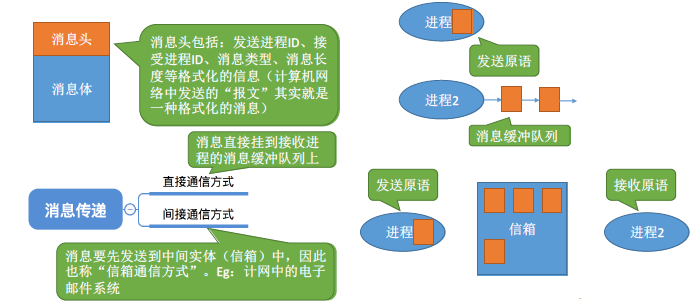 消息头
消息体
消息头包括：发送进程ID、接
受进程ID、消息类型、消息长
度等格式化的信息（计算机网
络中发送的“报文”其实就是
一种格式化的消息）
消息直接挂到接收进
程的消息缓冲队列上
消息传递
直接通信方式
间接通信方式
消息要先发送到中间实体（信箱）中，因此
也称“信箱通信方式”。Eg：计网中的电子
邮件系统
进程
发送原语
进程2
消息缓冲队列
发送原语
进程
信箱
接收原语
进程2